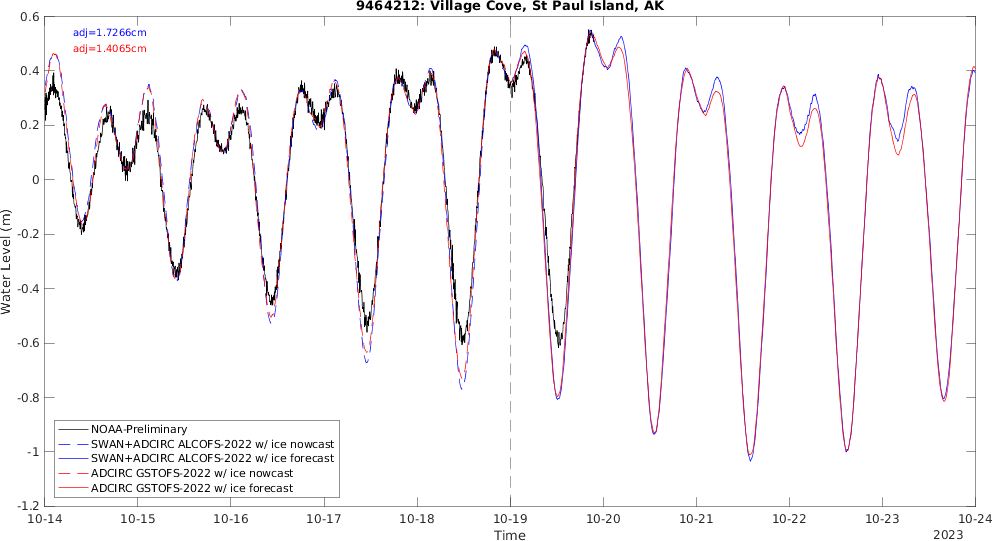 9464212: Village Cove, St Paul Island, AK
adj=1.7266cm
adj=1.4065cm
0.6
0.4
0.2
0
-0.2
-0.4
-0.6
-0.8
-1
-1.2
Water Level (m)
NOAA-Preliminary
SWAN+ADCIRC ALCOFS-2022 w/ ice nowcast
SWAN+ADCIRC ALCOFS-2022 w/ ice forecast
ADCIRC GSTOFS-2022 w/ ice nowcast
ADCIRC GSTOFS-2022 w/ ice forecast
10-14 10-15 10-16 10-17 10-18 10-19 10-20 10-21 10-22 10-23 10-24
Time
2023